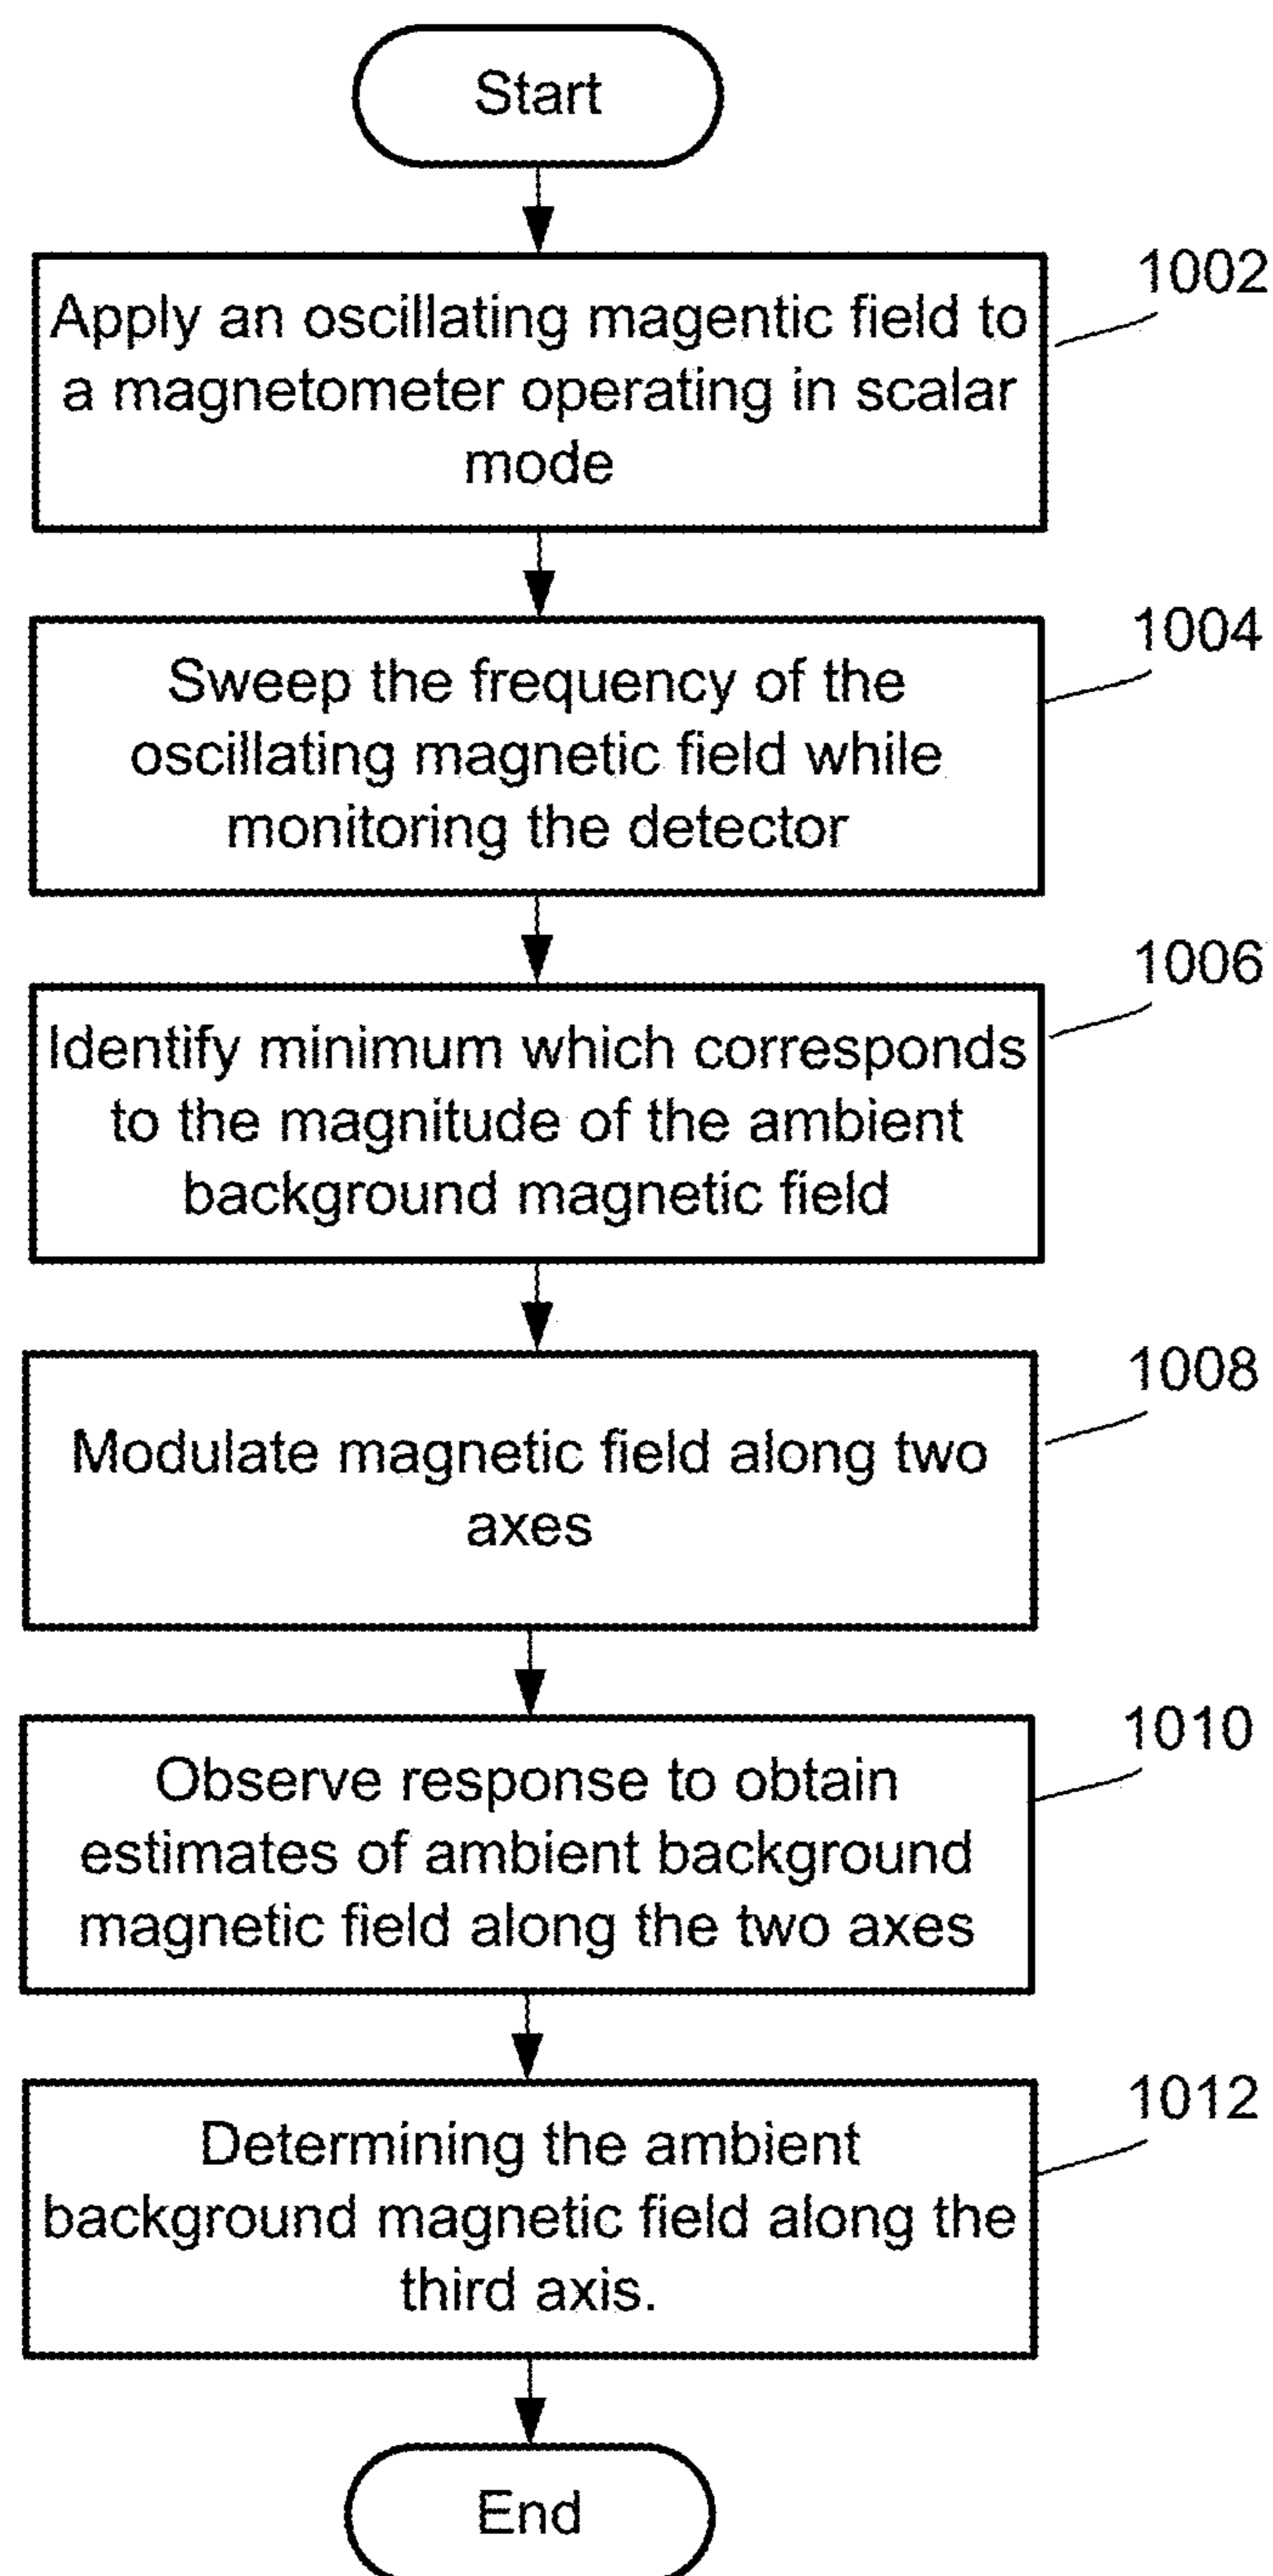 Start
1002
Apply an oscillating magentic field to
a magnetometer operating in scalar
mode
1004
Sweep the frequency of the
oscillating magnetic field while
monitoring the detector
1006
Identify minimum which corresponds
to the magnitude of the ambient
background magnetic field
1008
Modulate magnetic field along two
axes
1010
Observe response to obtain
estimates of ambient background
magnetic field along the two axes
1012
Determining the ambient
background magnetic field along the
third axis.
End